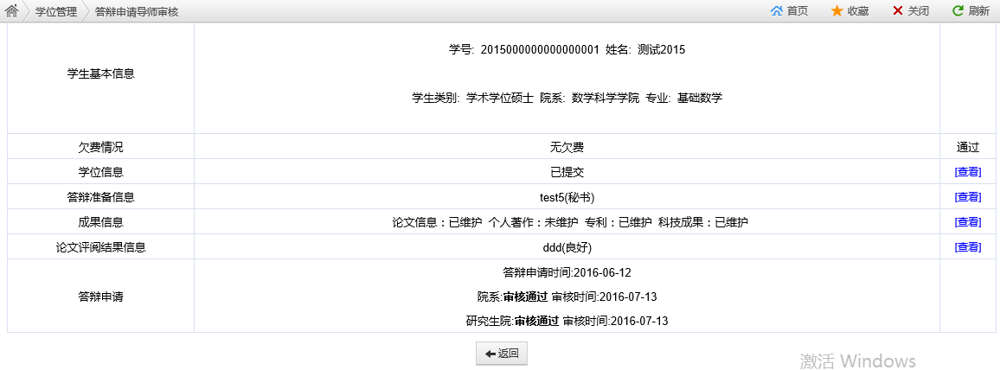 学位管理 答辩申请导师审核 首页 收藏 关闭 刷新
学号: 2015000000000000001 姓名: 测试2015
学生基本信息
学生类别: 学术学位硕士 院系: 数学科学学院 专业: 基础数学
欠费情况 无欠费 通过
学位信息 已提交 [查看]
答辩准备信息 test5(秘书) [查看]
成果信息 论文信息：已维护 个人著作：未维护 专利：已维护 科技成果：已维护 [查看]
论文评阅结果信息 ddd(良好) [查看]
答辩申请时间:2016-06-12
答辩申请 院系:审核通过 审核时间:2016-07-13
研究生院:审核通过 审核时间:2016-07-13
返回
激活 Windows